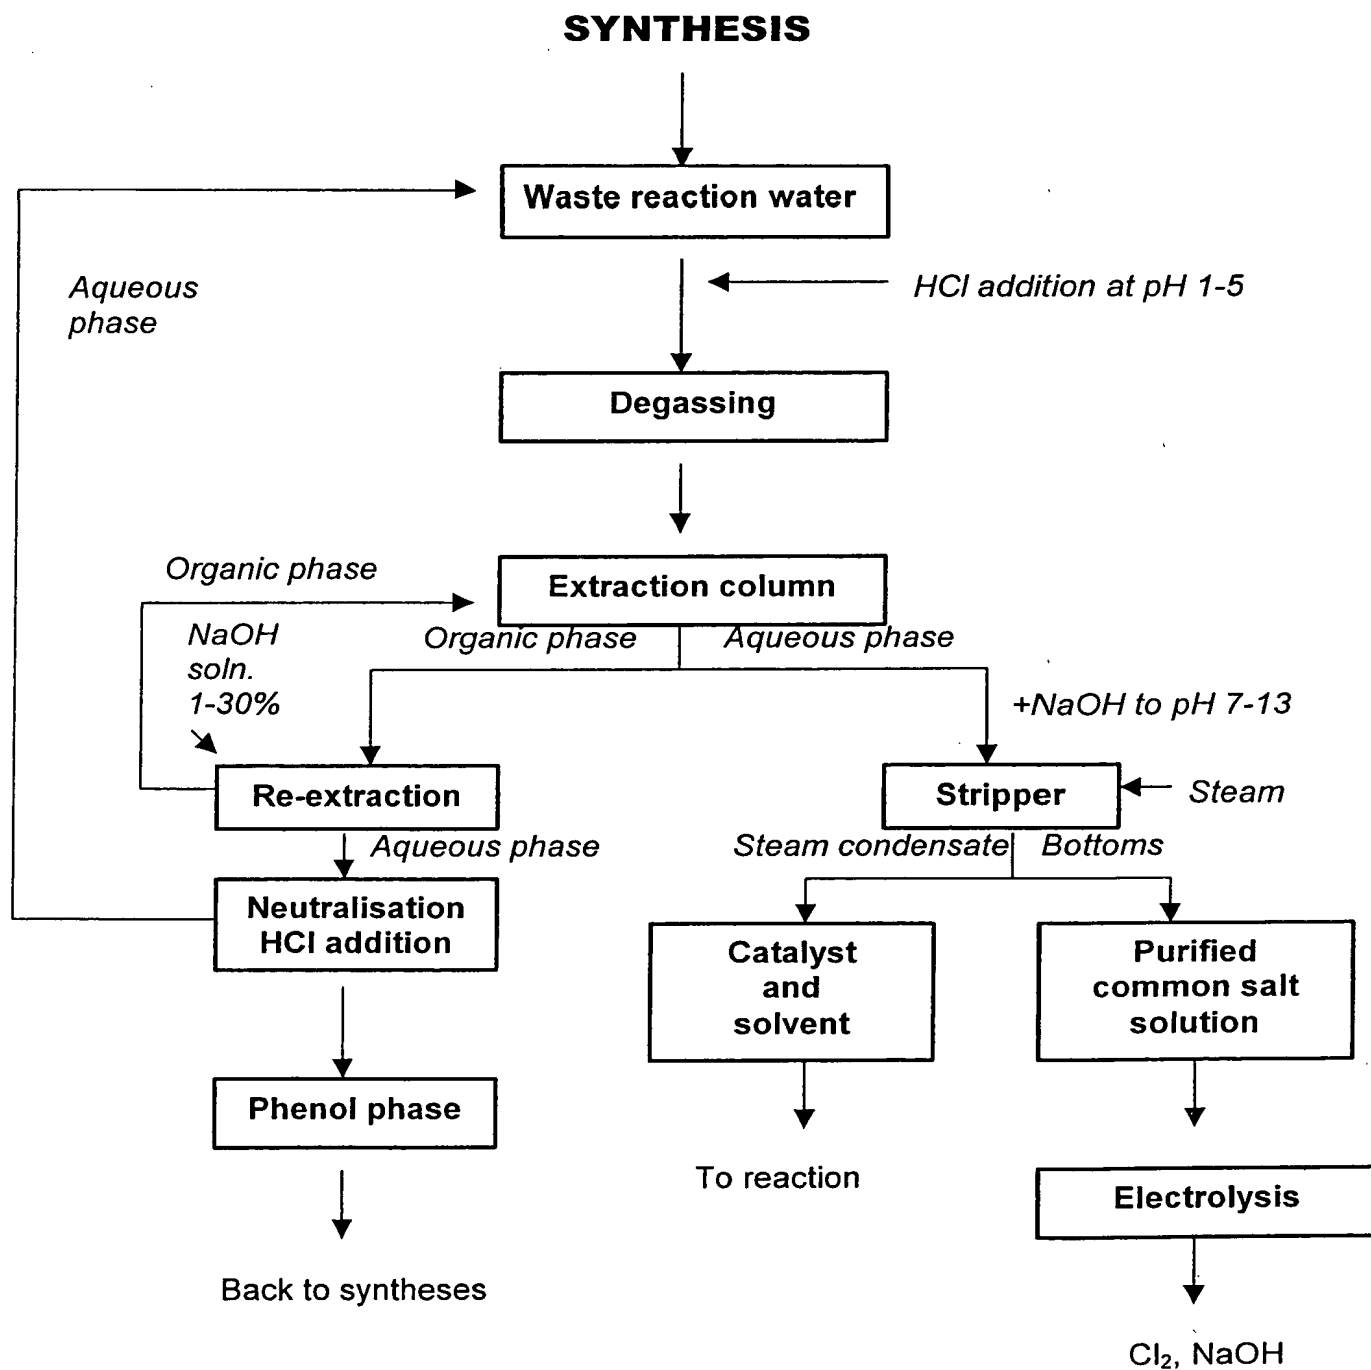 SYNTHESIS
Waste reaction water
Aqueous
phase
HCl addition at pH 1-5
Degassing
Organic phase
Extraction column
NaOH
soln.
1-30%
Organic phase
Aqueous phase
+NaOH to pH 7-13
Re-extraction
Stripper
Steam
Aqueous phase
Steam condensate
Bottoms
Neutralisation
HCl addition
Catalyst
and
solvent
Purified
common salt
solution
Phenol phase
To reaction
Electrolysis
Back to syntheses
Cl₂, NaOH